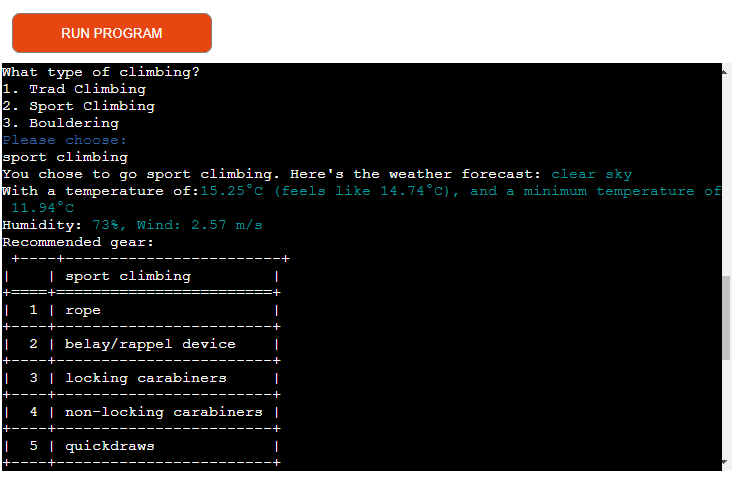 RUN PROGRAM
What type of climbing?
1. Trad Climbing
2. Sport Climbing
3. Bouldering
Please choose:
sport climbing
You chose to go sport climbing. Here's the weather forecast: clear sky
With a temperature of:15.25°C (feels like 14.74°C), and a minimum temperature of
11.94°C
Humidity: 73%, Wind: 2.57 m/s
Recommended gear:
+----+------------------------+
|    | sport climbing         |
+====+========================+
|  1 | rope                   |
+----+------------------------+
|  2 | belay/rappel device    |
+----+------------------------+
|  3 | locking carabiners     |
+----+------------------------+
|  4 | non-locking carabiners |
+----+------------------------+
|  5 | quickdraws             |
+----+------------------------+